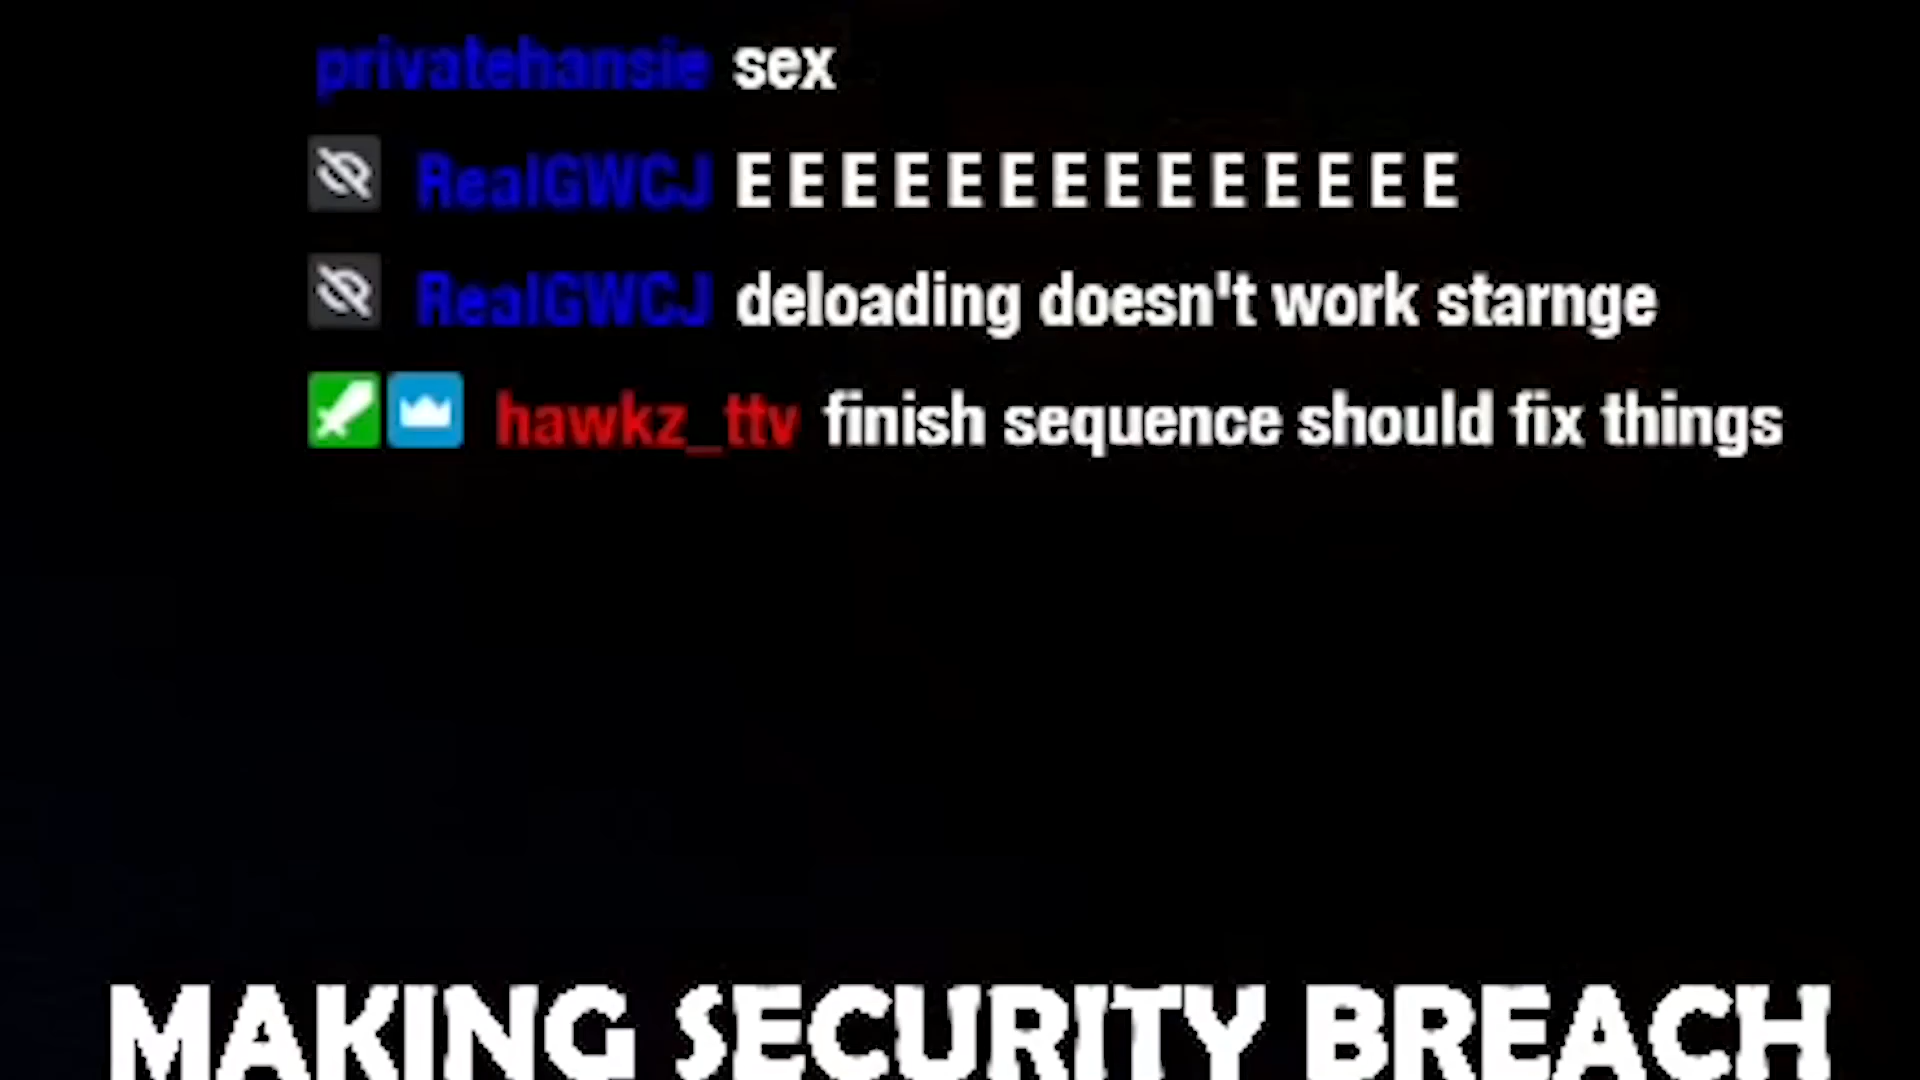 privatehansie sex
RealGWCJ E E E E E E E E E E E E E E
RealGWCJ deloading doesn't work starnge
hawkz_ttv finish sequence should fix things
MAKING SECURITY BREACH